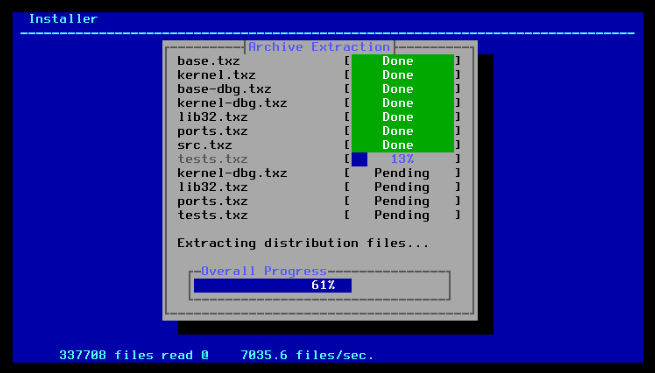 Installer
Archive Extraction
base.txz [ Done ]
kernel.txz [ Done ]
base-dbg.txz [ Done ]
kernel-dbg.txz [ Done ]
lib32.txz [ Done ]
ports.txz [ Done ]
src.txz [ Done ]
tests.txz [ 13% ]
kernel-dbg.txz [ Pending ]
lib32.txz [ Pending ]
ports.txz [ Pending ]
tests.txz [ Pending ]
Extracting distribution files...
Overall Progress
61%
337708 files read @ 7035.6 files/sec.